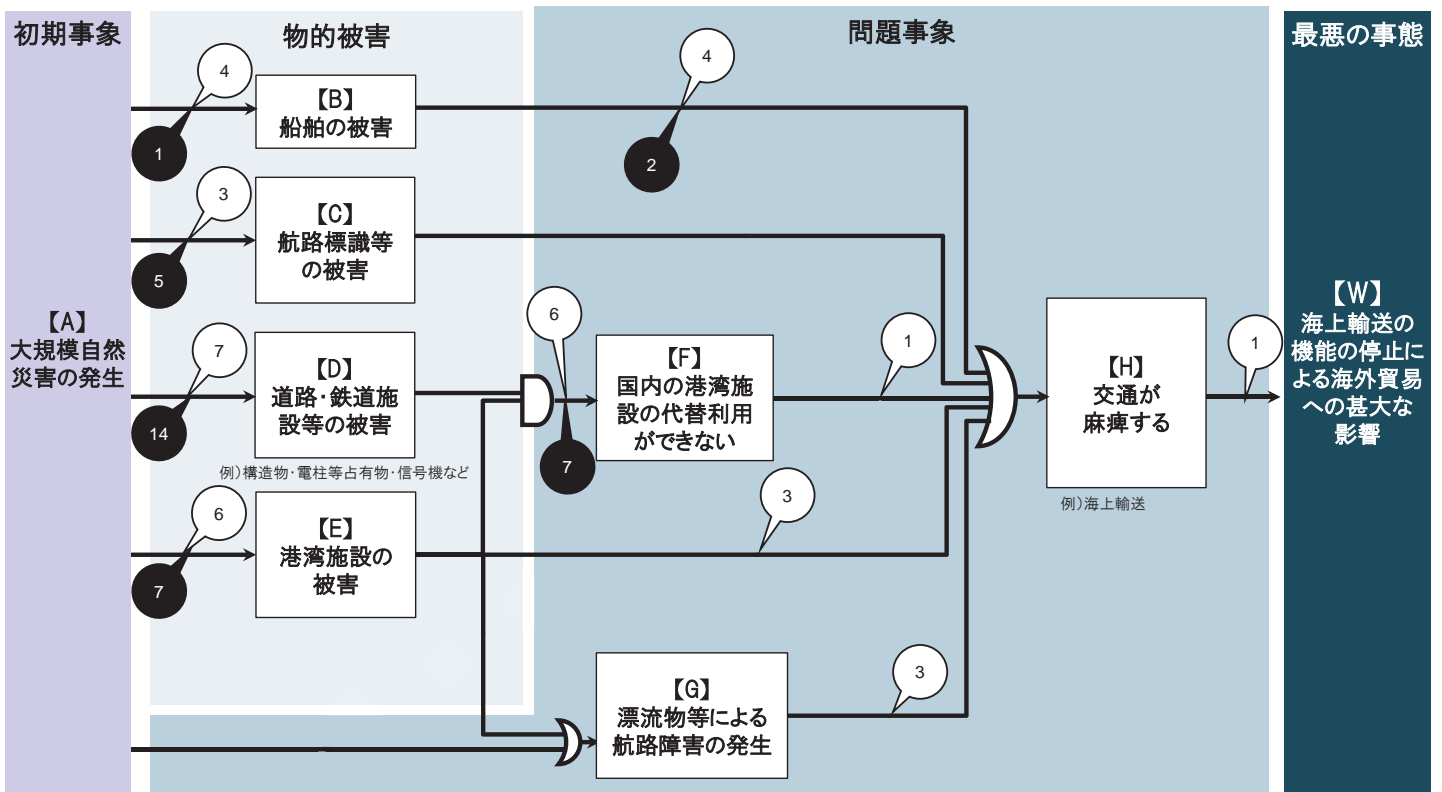 初期事象
物的被害
問題事象
最悪の事態
【A】
大規模自然
災害の発生
4
1
【B】
船舶の被害
4
2
3
5
【C】
航路標識等
の被害
7
14
【D】
道路・鉄道施
設等の被害
例）構造物・電柱等占有物・信号機など
6
7
【E】
港湾施設の
被害
6
7
【F】
国内の港湾施
設の代替利用
ができない
1
3
【G】
漂流物等による
航路障害の発生
3
【H】
交通が
麻痺する
例）海上輸送
1
【W】
海上輸送の
機能の停止に
よる海外貿易
への甚大な
影響